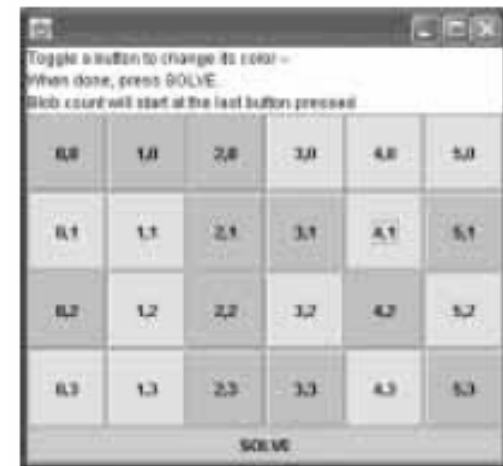 Toggle a button to change its color --
When done, press SOLVE.
Blob count will start at the last button pressed
0,0 1,0 2,0 3,0 4,0 5,0
0,1 1,1 2,1 3,1 4,1 5,1
0,2 1,2 2,2 3,2 4,2 5,2
0,3 1,3 2,3 3,3 4,3 5,3
SOLVE